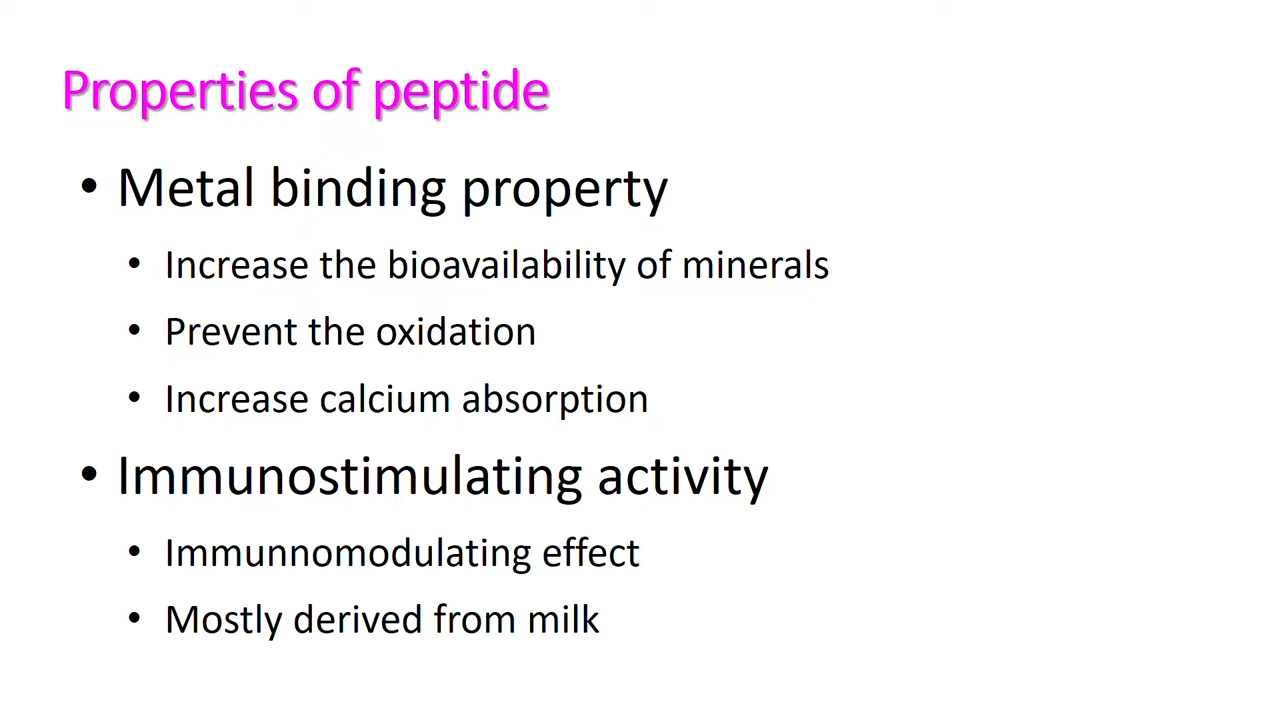 Properties of peptide
• Metal binding property
• Increase the bioavailability of minerals
• Prevent the oxidation
• Increase calcium absorption
• Immunostimulating activity
• Immunnomodulating effect
• Mostly derived from milk